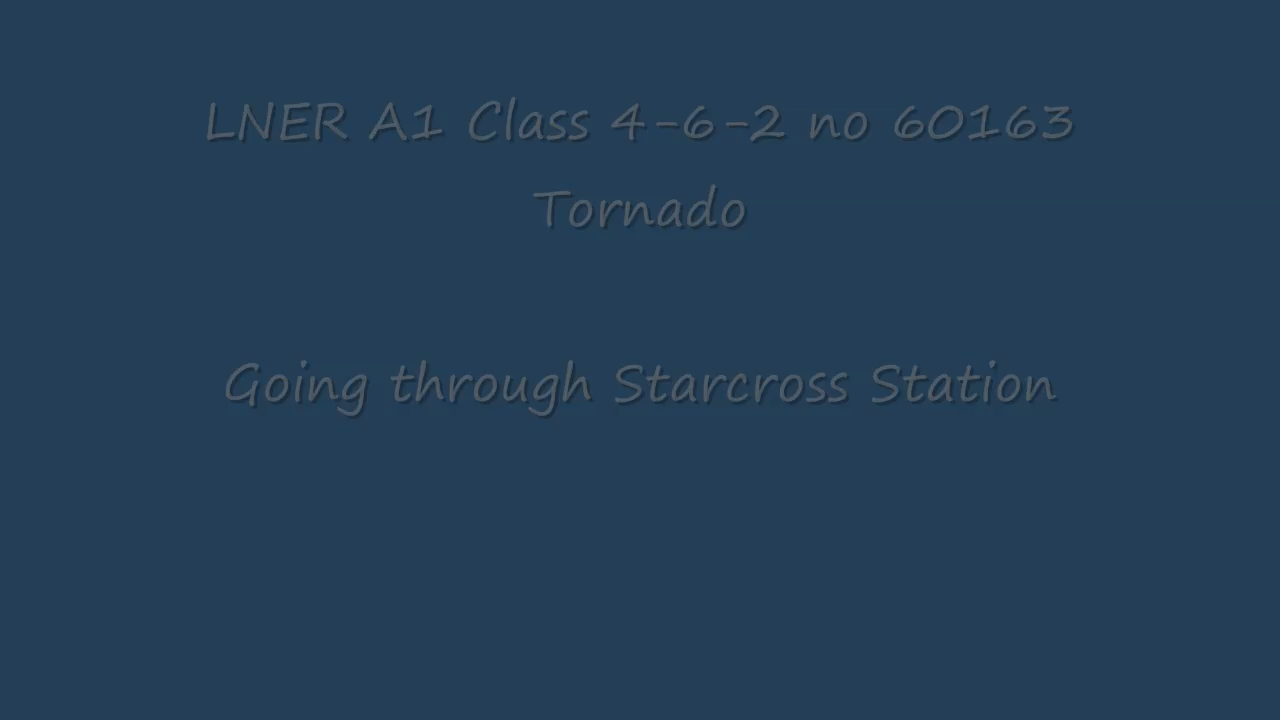 LNER A1 Class 4-6-2 no 60163
Tornado
Going through Starcross Station